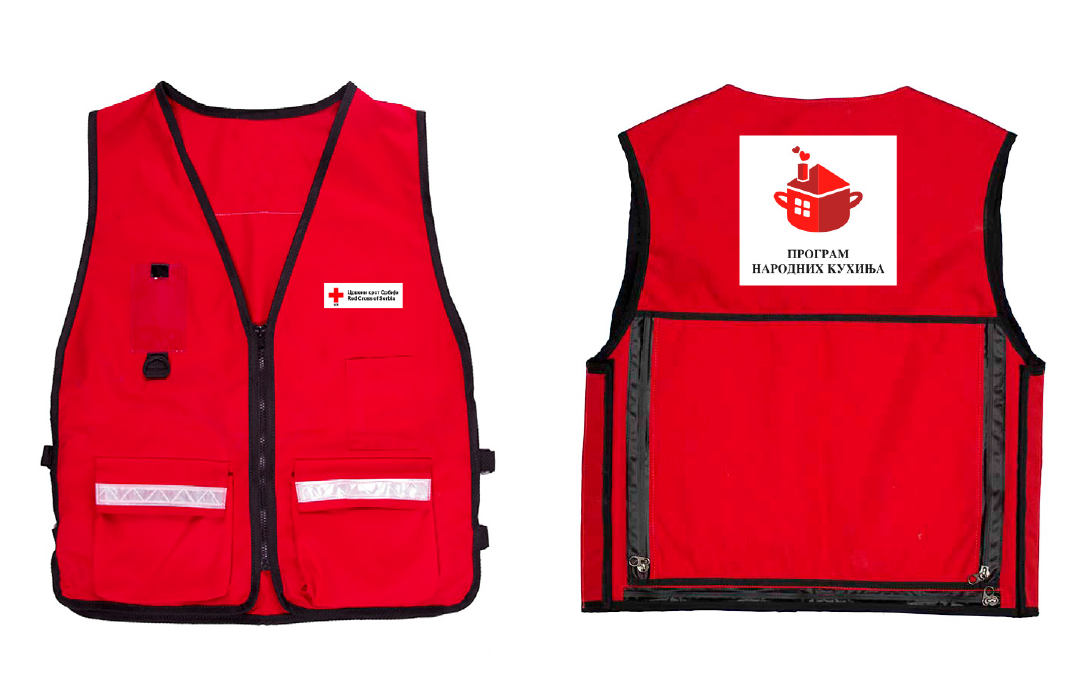 Црвени крст Србије
Red Cross of Serbia
ПРОГРАМ
НАРОДНИХ КУХИЊА